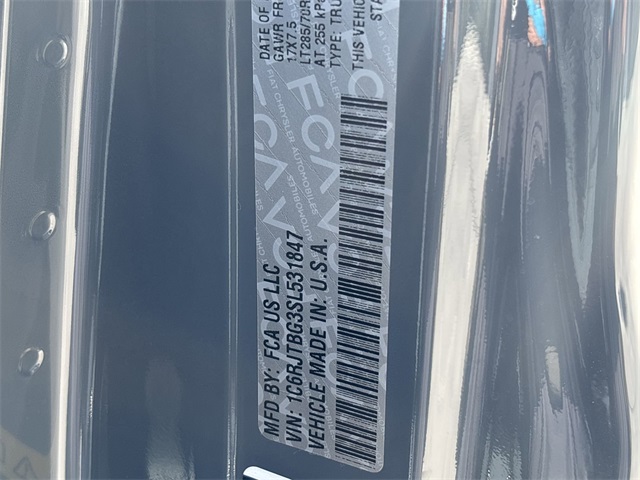 MFD BY: FCA US LLC
VIN: 1C6RJTBG3SL531847
VEHICLE MADE IN: U.S.A.
DATE OF
GAWR FR
17X7.5
LT285/70R
AT 255 kPa
TYPE: TRU
THIS VEHIC
STA